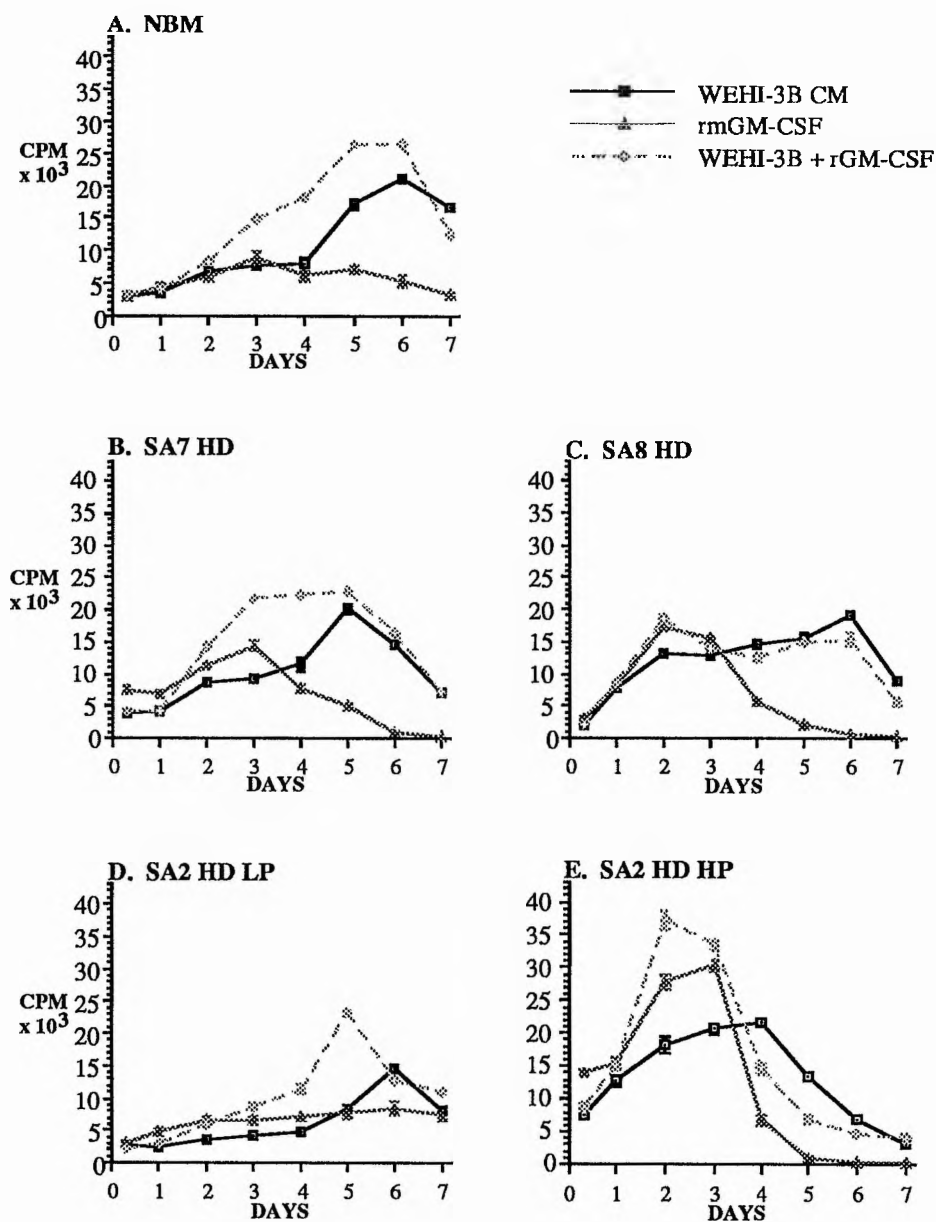 A. NBM
40
35
30
CPM
x 10³
25
20
15
10
5
0
0 1 2 3 4 5 6 7
DAYS
WEHI-3B CM
rmGM-CSF
WEHI-3B + rGM-CSF
B. SA7 HD
40
35
30
CPM
x 10³
25
20
15
10
5
0
0 1 2 3 4 5 6 7
DAYS
C. SA8 HD
40
35
30
25
20
15
10
5
0
0 1 2 3 4 5 6 7
DAYS
D. SA2 HD LP
40
35
30
CPM
x 10³
25
20
15
10
5
0
0 1 2 3 4 5 6 7
DAYS
E. SA2 HD HP
40
35
30
25
20
15
10
5
0
0 1 2 3 4 5 6 7
DAYS